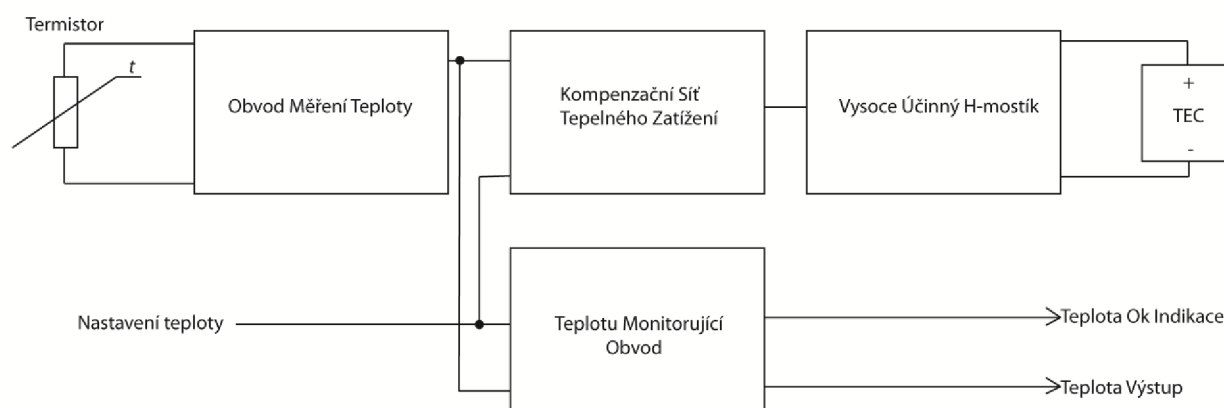 Termistor
t
Obvod Měření Teploty
Kompenzační Síť
Tepelného Zatížení
Vysoce Účinný H-mostík
+
TEC
-
Nastavení teploty
Teplotu Monitorující
Obvod
Teplota Ok Indikace
Teplota Výstup